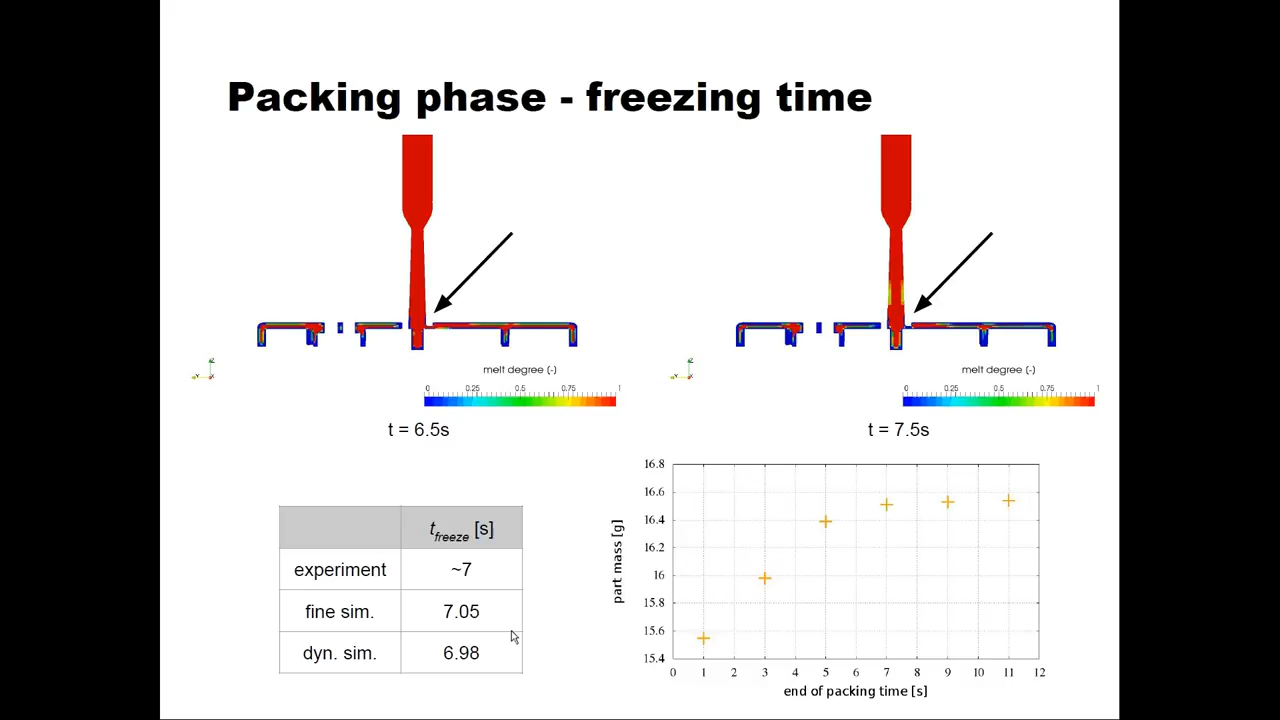 Packing phase - freezing time
melt degree (-)
0 0.25 0.5 0.75 1
t = 6.5s
melt degree (-)
0 0.25 0.5 0.75 1
t = 7.5s
tfreeze [s]
experiment ~7
fine sim. 7.05
dyn. sim. 6.98
16.8
16.6
16.4
16.2
16
15.8
15.6
15.4
part mass [g]
0 1 2 3 4 5 6 7 8 9 10 11 12
end of packing time [s]